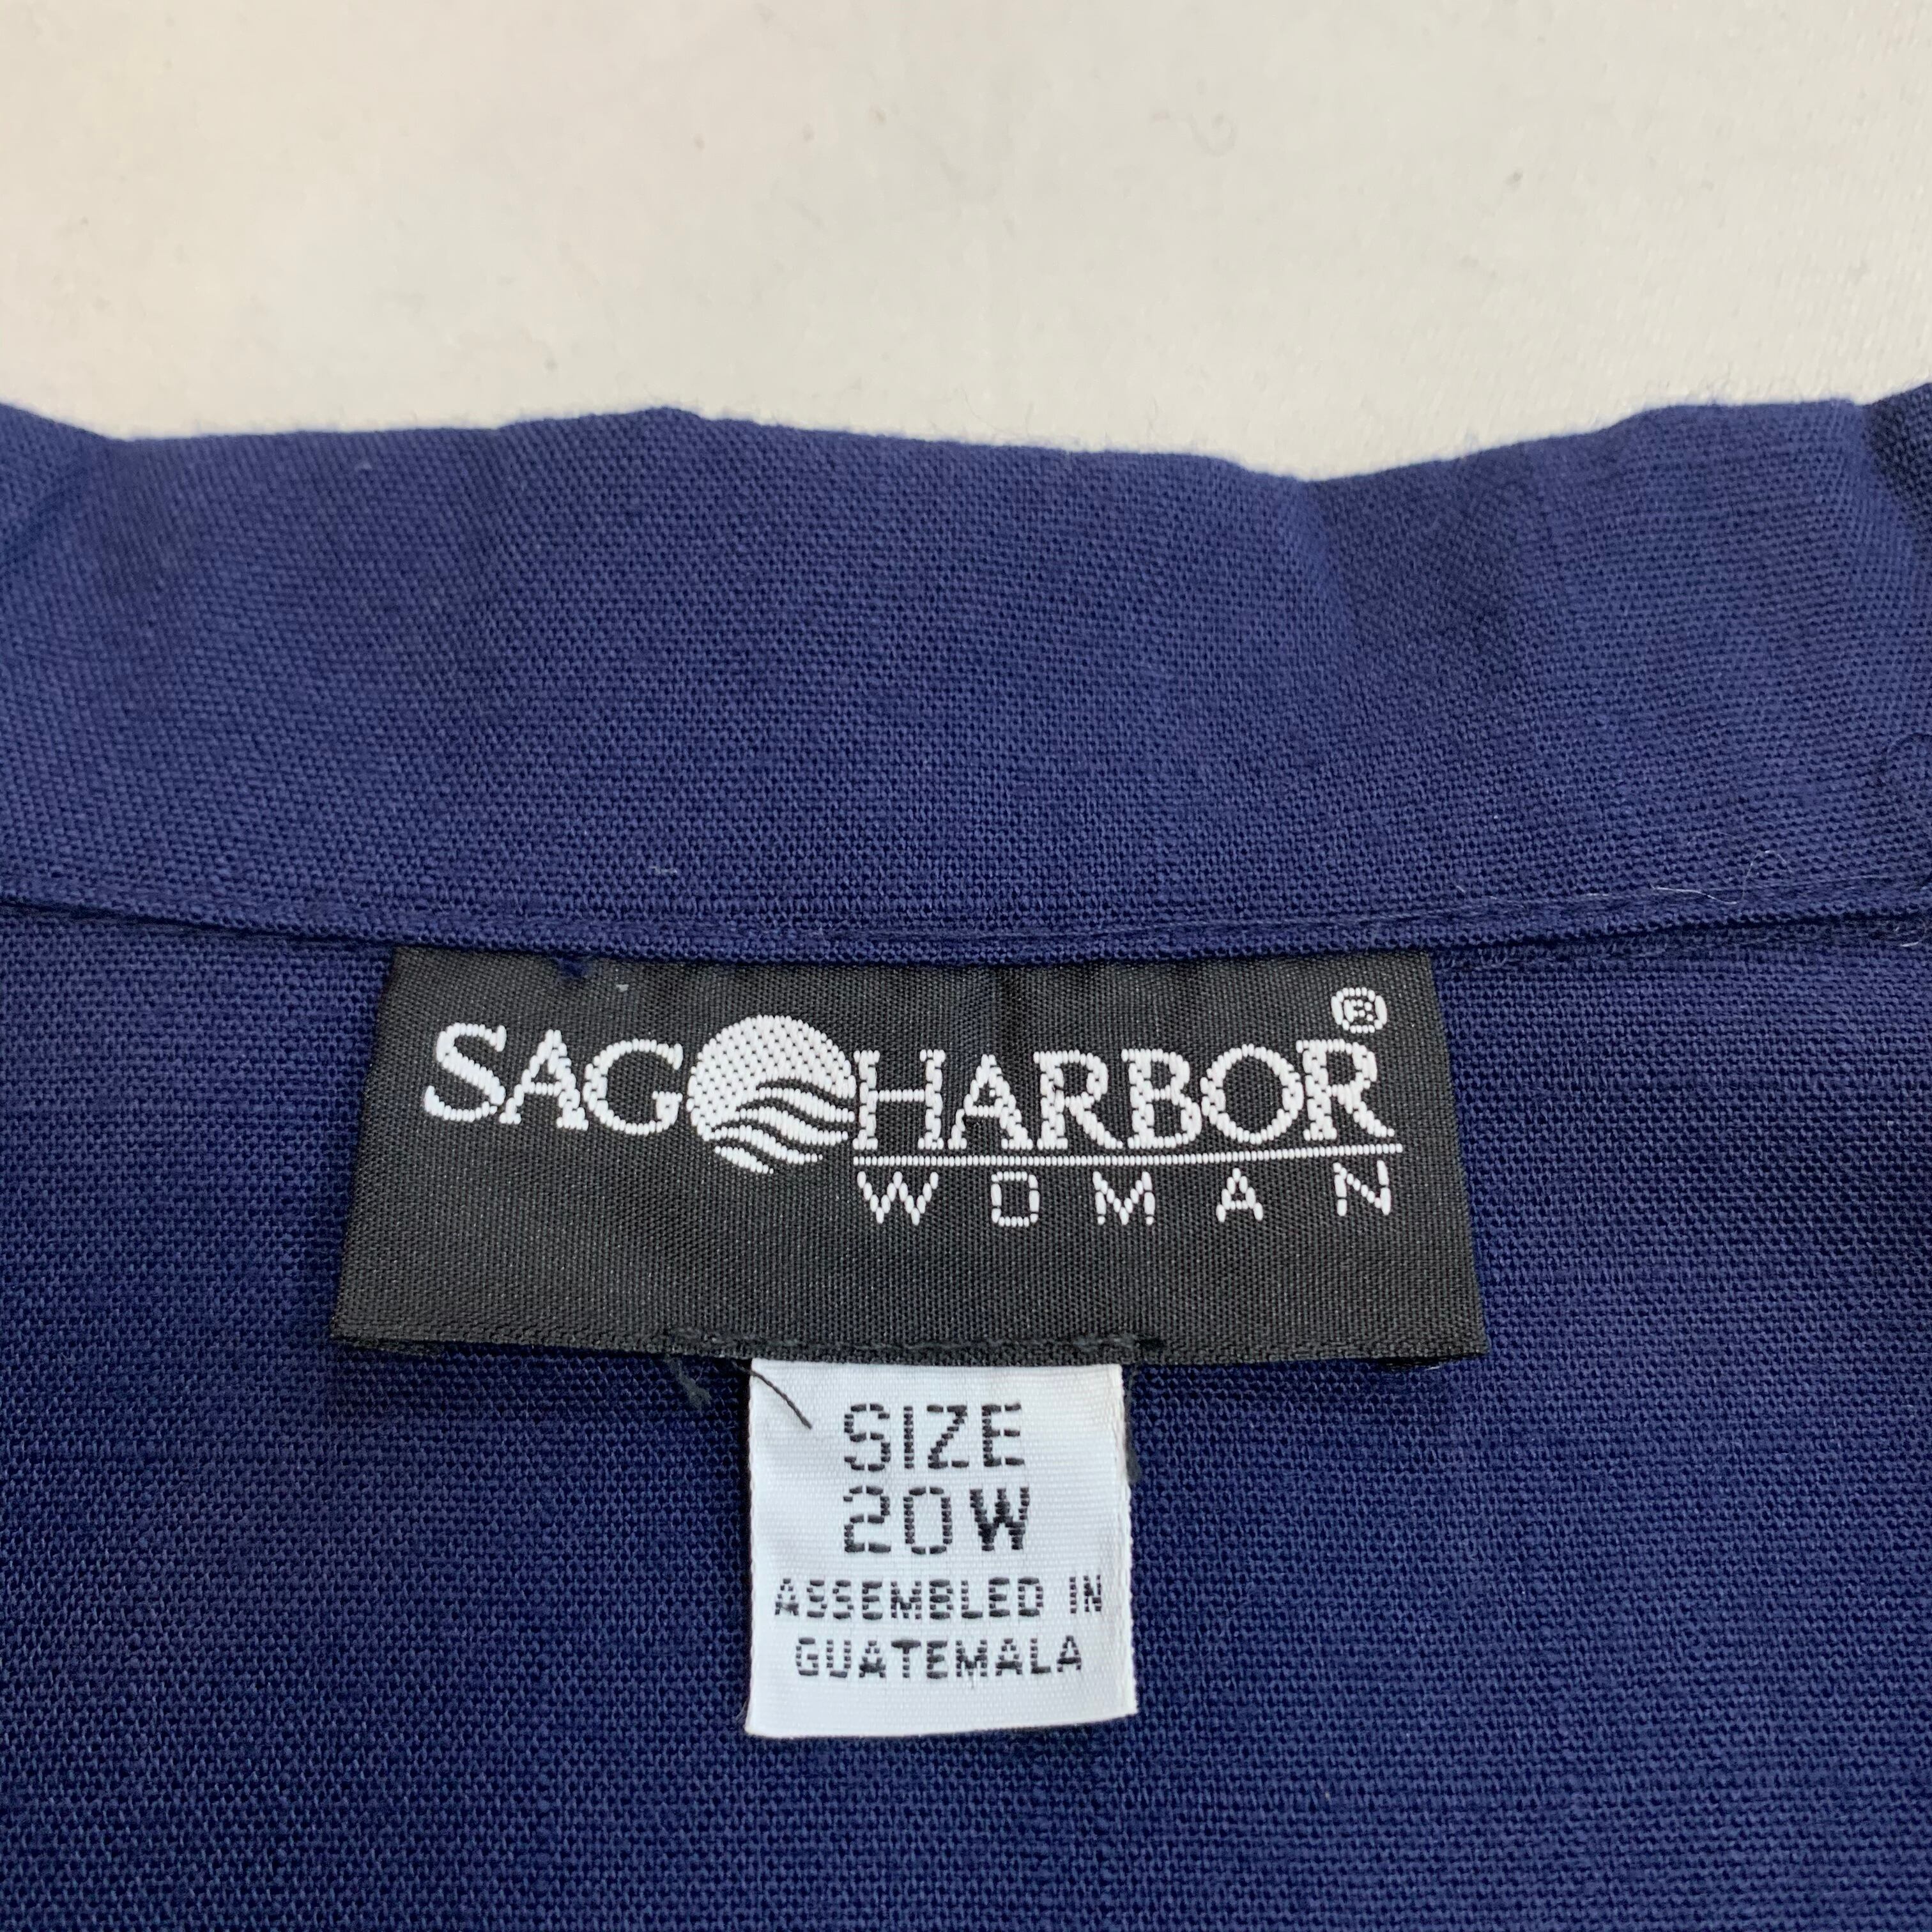 SAG HARBOR®
WOMAN
SIZE
20W
ASSEMBLED IN
GUATEMALA